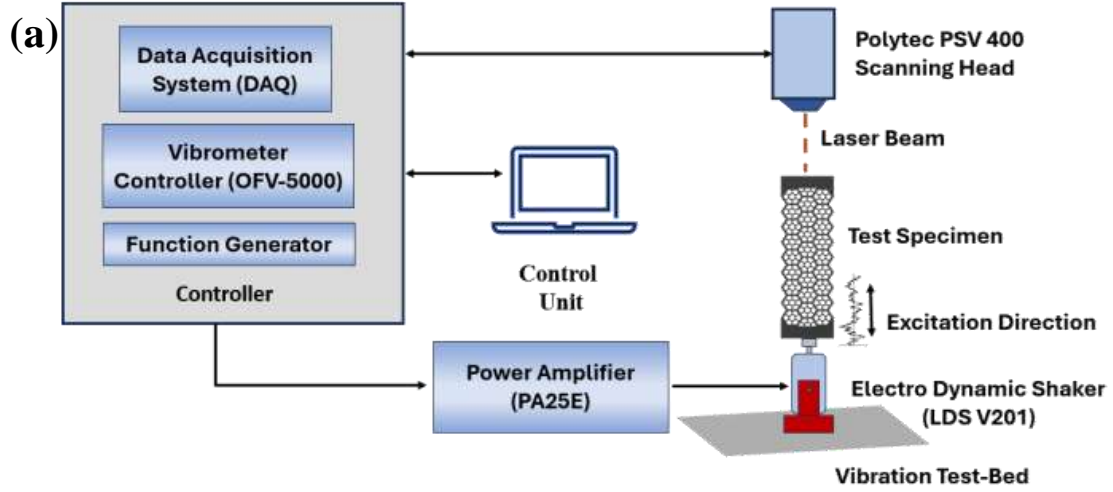 (a)
Data Acquisition
System (DAQ)
Vibrometer
Controller (OFV-5000)
Function Generator
Controller
Control
Unit
Power Amplifier
(PA25E)
Polytec PSV 400
Scanning Head
Laser Beam
Test Specimen
Excitation Direction
Electro Dynamic Shaker
(LDS V201)
Vibration Test-Bed